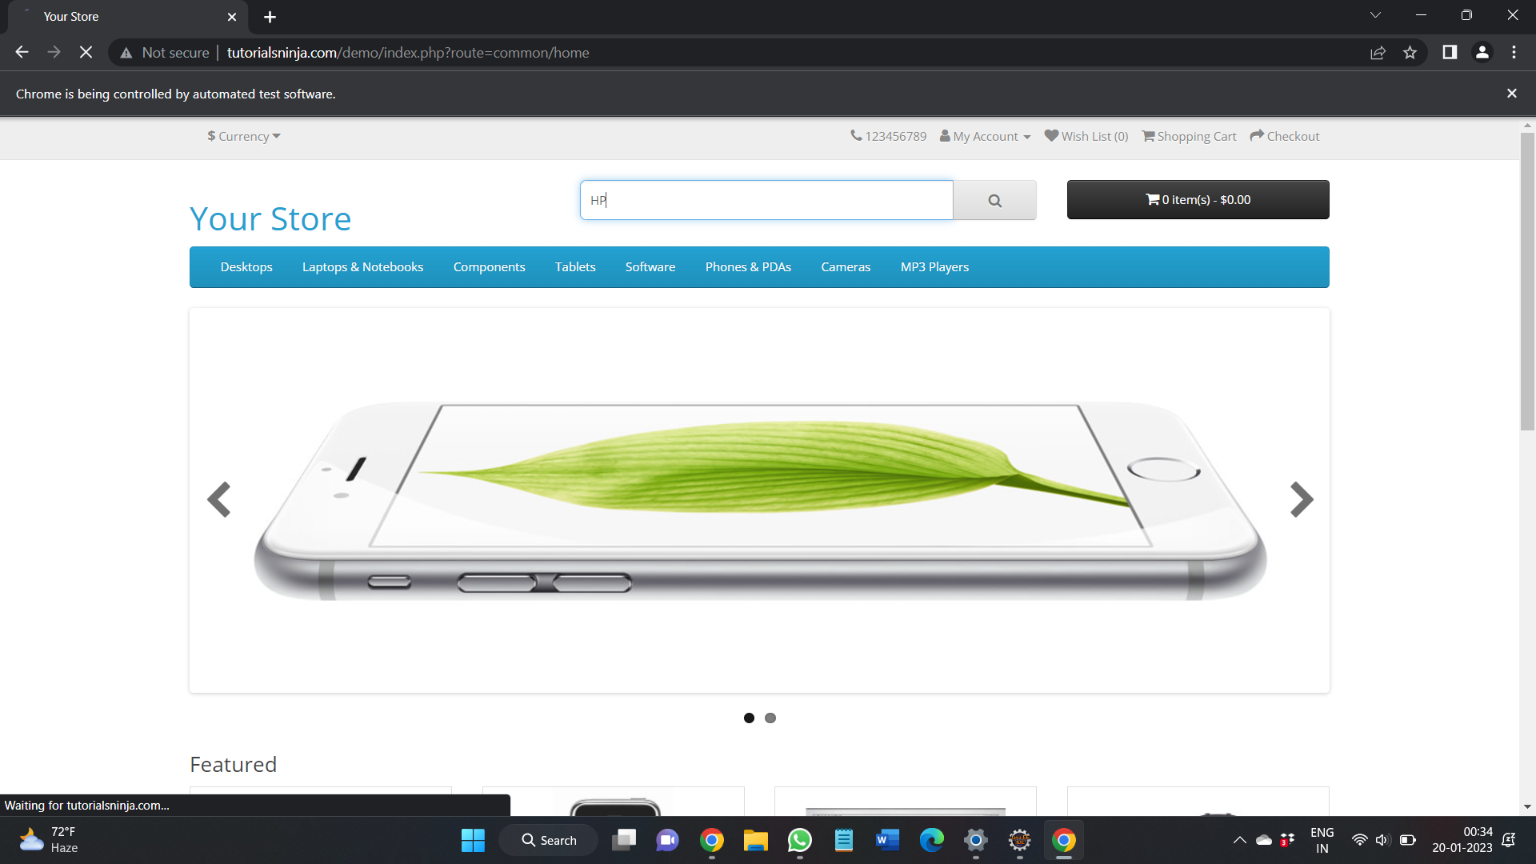 Your Store
Not secure | tutorialsninja.com/demo/index.php?route=common/home
Chrome is being controlled by automated test software.
$ Currency
123456789
My Account
Wish List (0)
Shopping Cart
Checkout
Your Store
HP
0 item(s) - $0.00
Desktops
Laptops & Notebooks
Components
Tablets
Software
Phones & PDAs
Cameras
MP3 Players
Featured
Waiting for tutorialsninja.com...
72°F
Haze
Search
3
ENG
IN
00:34
20-01-2023